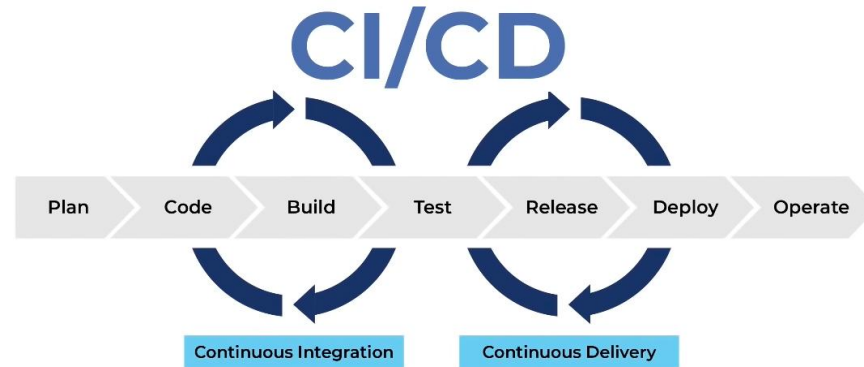 CI/CD
Plan Code Build Test Release Deploy Operate
Continuous Integration Continuous Delivery